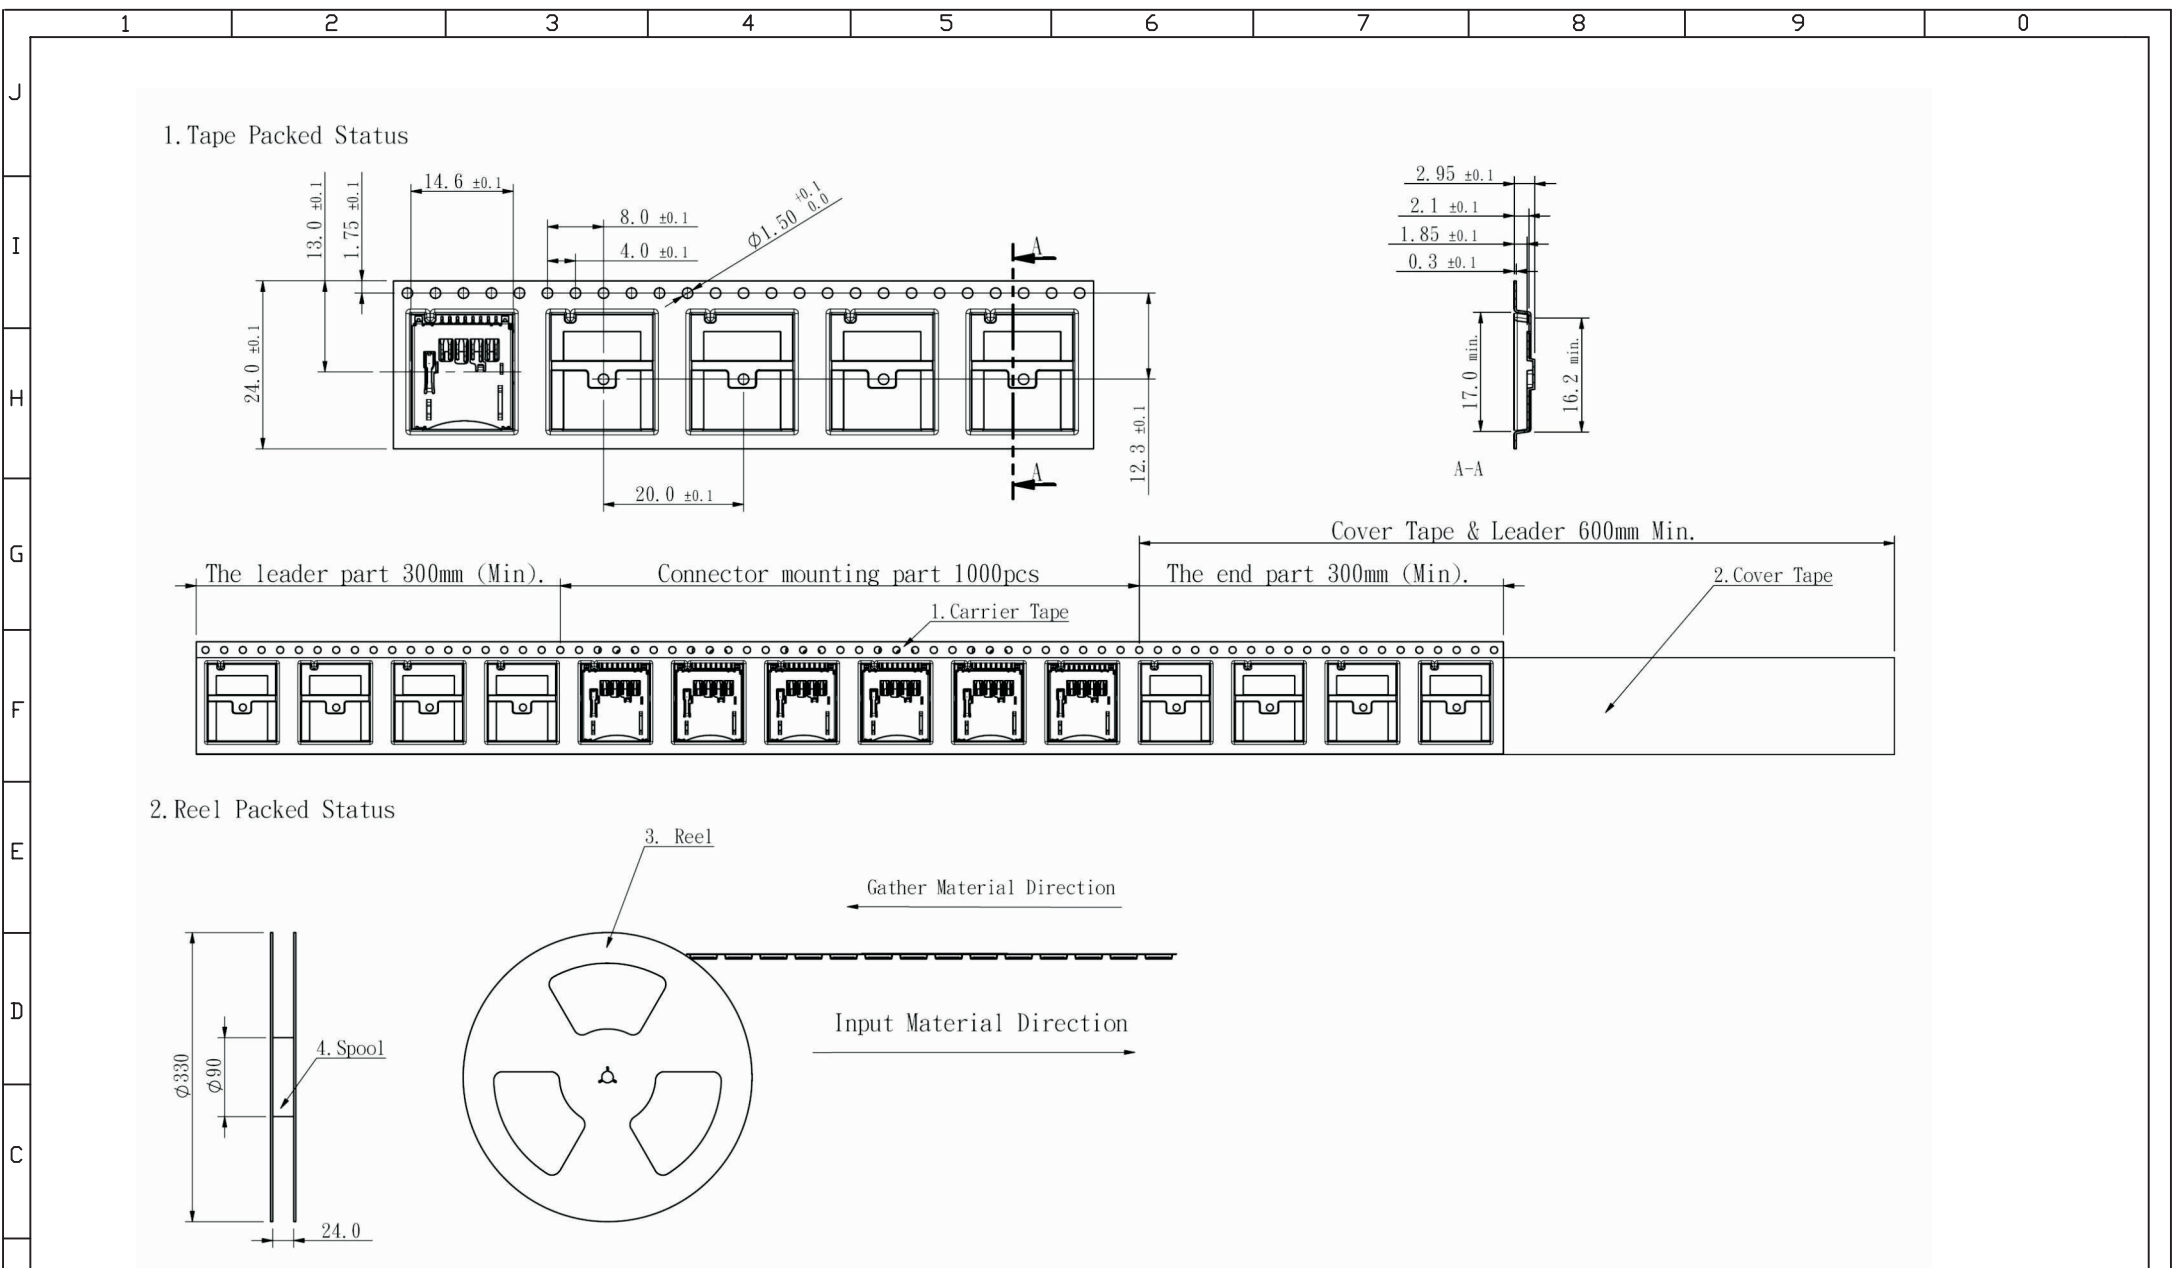 1 2 3 4 5 6 7 8 9 0
J
I
H
G
F
E
D
C
1.Tape Packed Status
13.0 ±0.1
1.75 ±0.1
14.6 ±0.1
8.0 ±0.1
4.0 ±0.1
Ø1.50 +0.1 0.0
A
24.0 ±0.1
12.3 ±0.1
A
20.0 ±0.1
2.95 ±0.1
2.1 ±0.1
1.85 ±0.1
0.3 ±0.1
17.0 min.
16.2 min.
A-A
Cover Tape & Leader 600mm Min.
The leader part 300mm (Min).
Connector mounting part 1000pcs
The end part 300mm (Min).
2.Cover Tape
1.Carrier Tape
2.Reel Packed Status
3. Reel
Gather Material Direction
Input Material Direction
4.Spool
Ø330
Ø90
24.0